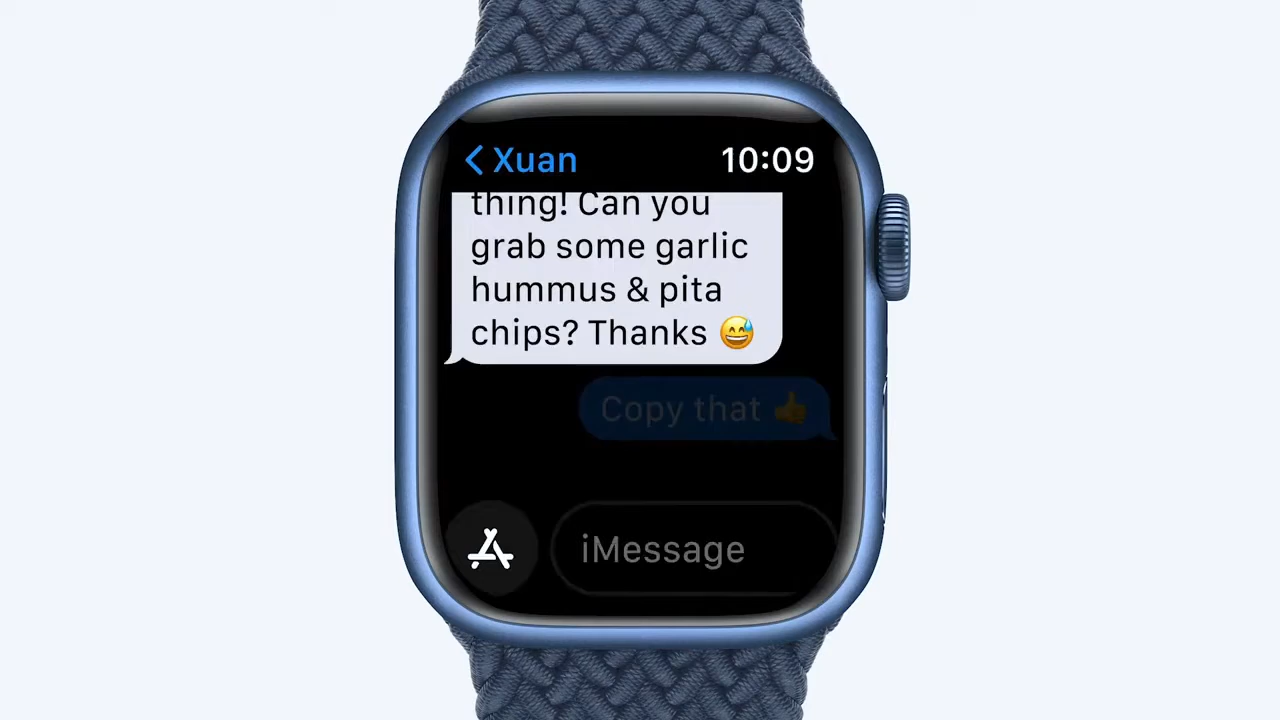 Xuan 10:09
thing! Can you
grab some garlic
hummus & pita
chips? Thanks 😅
Copy that 👍
iMessage